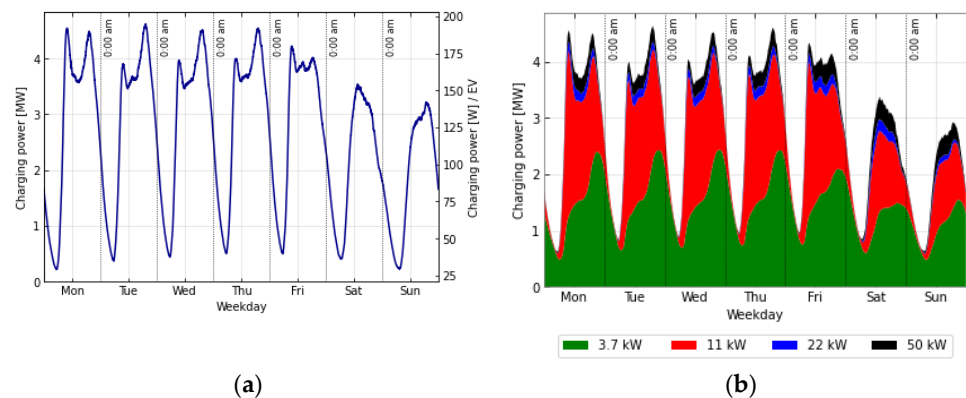 0:00 am
0:00 am
0:00 am
0:00 am
0:00 am
0:00 am
Charging power [MW]
4
3
2
1
0
200
175
150
125
100
75
50
25
Charging power [W] / EV
Mon Tue Wed Thu Fri Sat Sun
Weekday
(a)
0:00 am
0:00 am
0:00 am
0:00 am
0:00 am
0:00 am
Charging power [MW]
4
3
2
1
0
Mon Tue Wed Thu Fri Sat Sun
Weekday
3.7 kW 11 kW 22 kW 50 kW
(b)